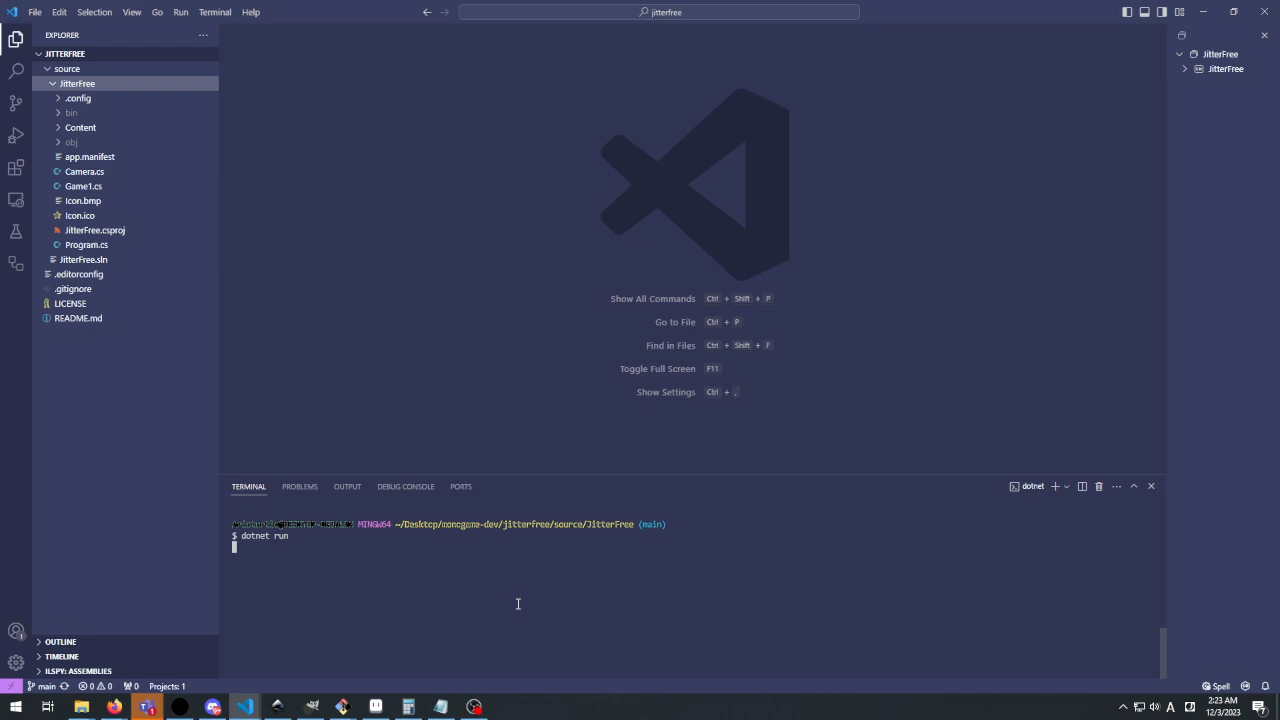 File Edit Selection View Go Run Terminal Help
jitterfree
EXPLORER
JITTERFREE
source
JitterFree
.config
bin
Content
obj
app.manifest
Camera.cs
Game1.cs
Icon.bmp
Icon.ico
JitterFree.csproj
Program.cs
JitterFree.sln
.editorconfig
.gitignore
LICENSE
README.md
OUTLINE
TIMELINE
ILSPY: ASSEMBLIES
Show All Commands Ctrl + Shift + P
Go to File Ctrl + P
Find in Files Ctrl + Shift + F
Toggle Full Screen F11
Show Settings Ctrl + ,
JitterFree
JitterFree
TERMINAL PROBLEMS OUTPUT DEBUG CONSOLE PORTS
dotnet
MINGW64 ~/Desktop/monogame-dev/jitterfree/source/JitterFree (main)
$ dotnet run
main 0 0 0 Projects: 1
Spell
2:23 AM
12/3/2023